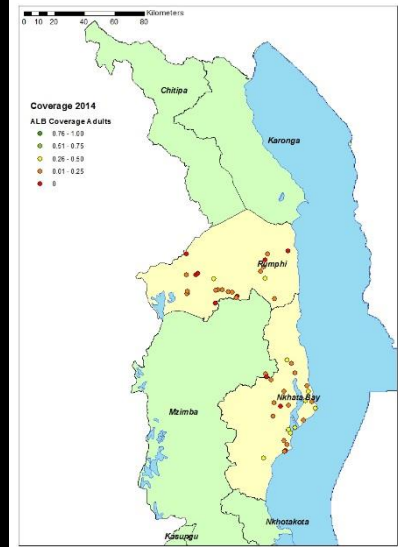 0 10 20 40 60 80 Kilometers
Chitipa
Karonga
Coverage 2014
ALB Coverage Adults
0.76 - 1.00
0.51 - 0.75
0.26 - 0.50
0.01 - 0.25
0
Rumphi
Nkhata Bay
Mzimba
Nkhotakota
Kasungu